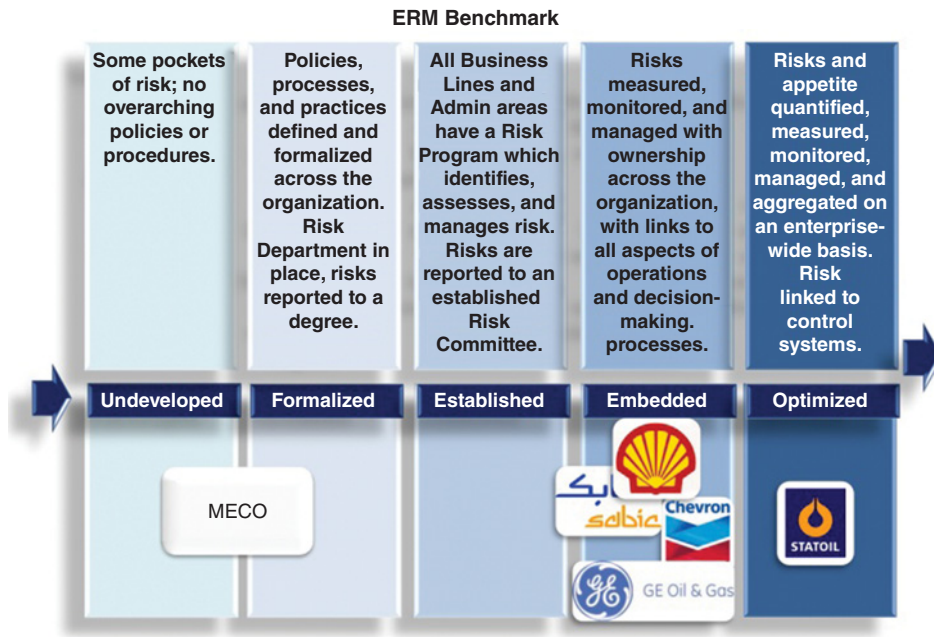 ERM Benchmark
Some pockets
of risk; no
overarching
policies or
procedures.
Policies,
processes,
and practices
defined and
formalized
across the
organization.
Risk
Department in
place, risks
reported to a
degree.
All Business
Lines and
Admin areas
have a Risk
Program which
identifies,
assesses, and
manages risk.
Risks are
reported to an
established
Risk
Committee.
Risks
measured,
monitored, and
managed with
ownership
across the
organization,
with links to
all aspects of
operations
and decision-
making.
processes.
Risks and
appetite
quantified,
measured,
monitored,
managed, and
aggregated on
an enterprise-
wide basis.
Risk
linked to
control
systems.
Undeveloped
Formalized
Established
Embedded
Optimized
MECO
sabic
Chevron
GE GE Oil & Gas
STATOIL